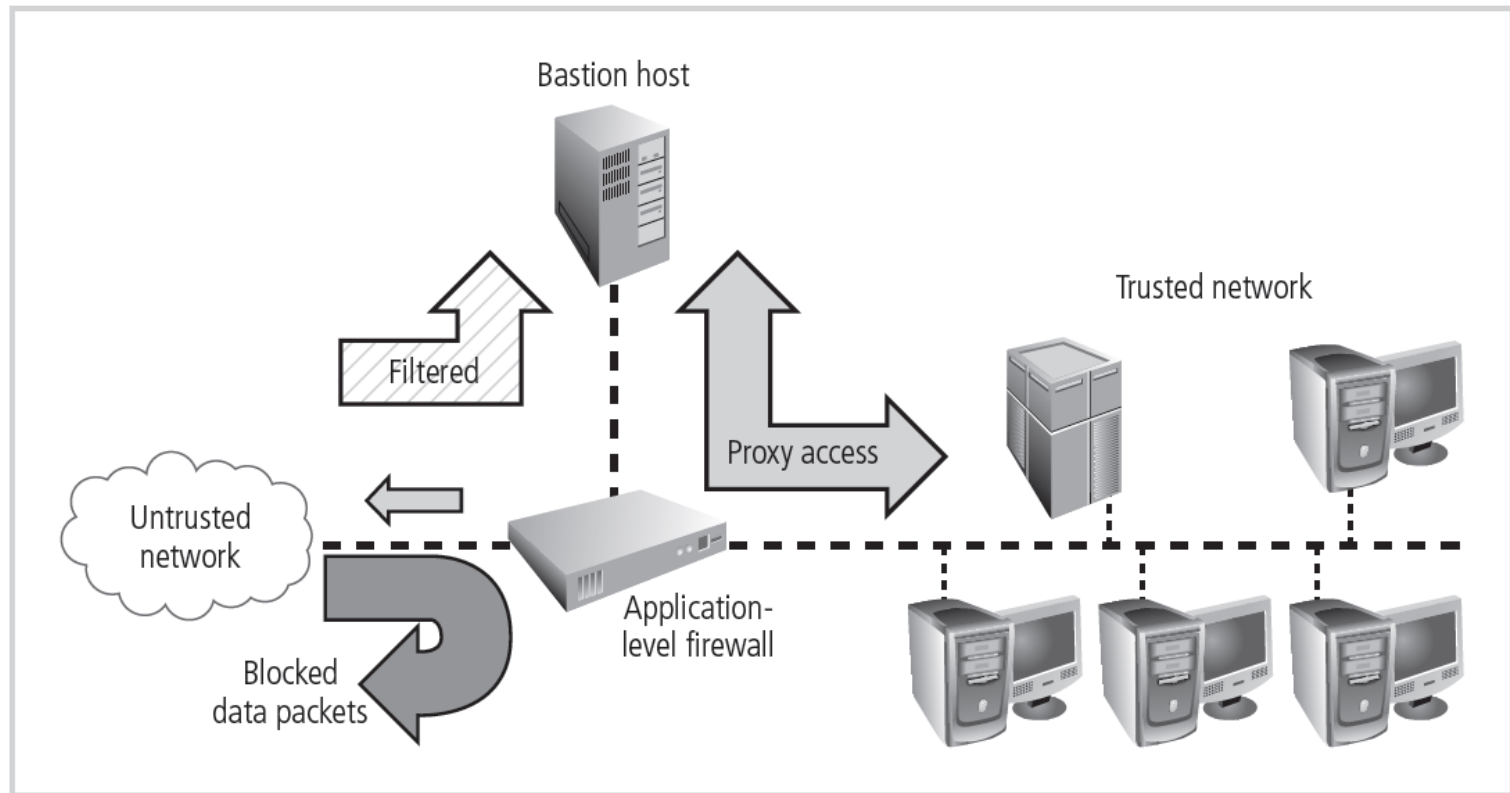 Bastion host
Trusted network
Filtered
Proxy access
Untrusted
network
Application-
level firewall
Blocked
data packets